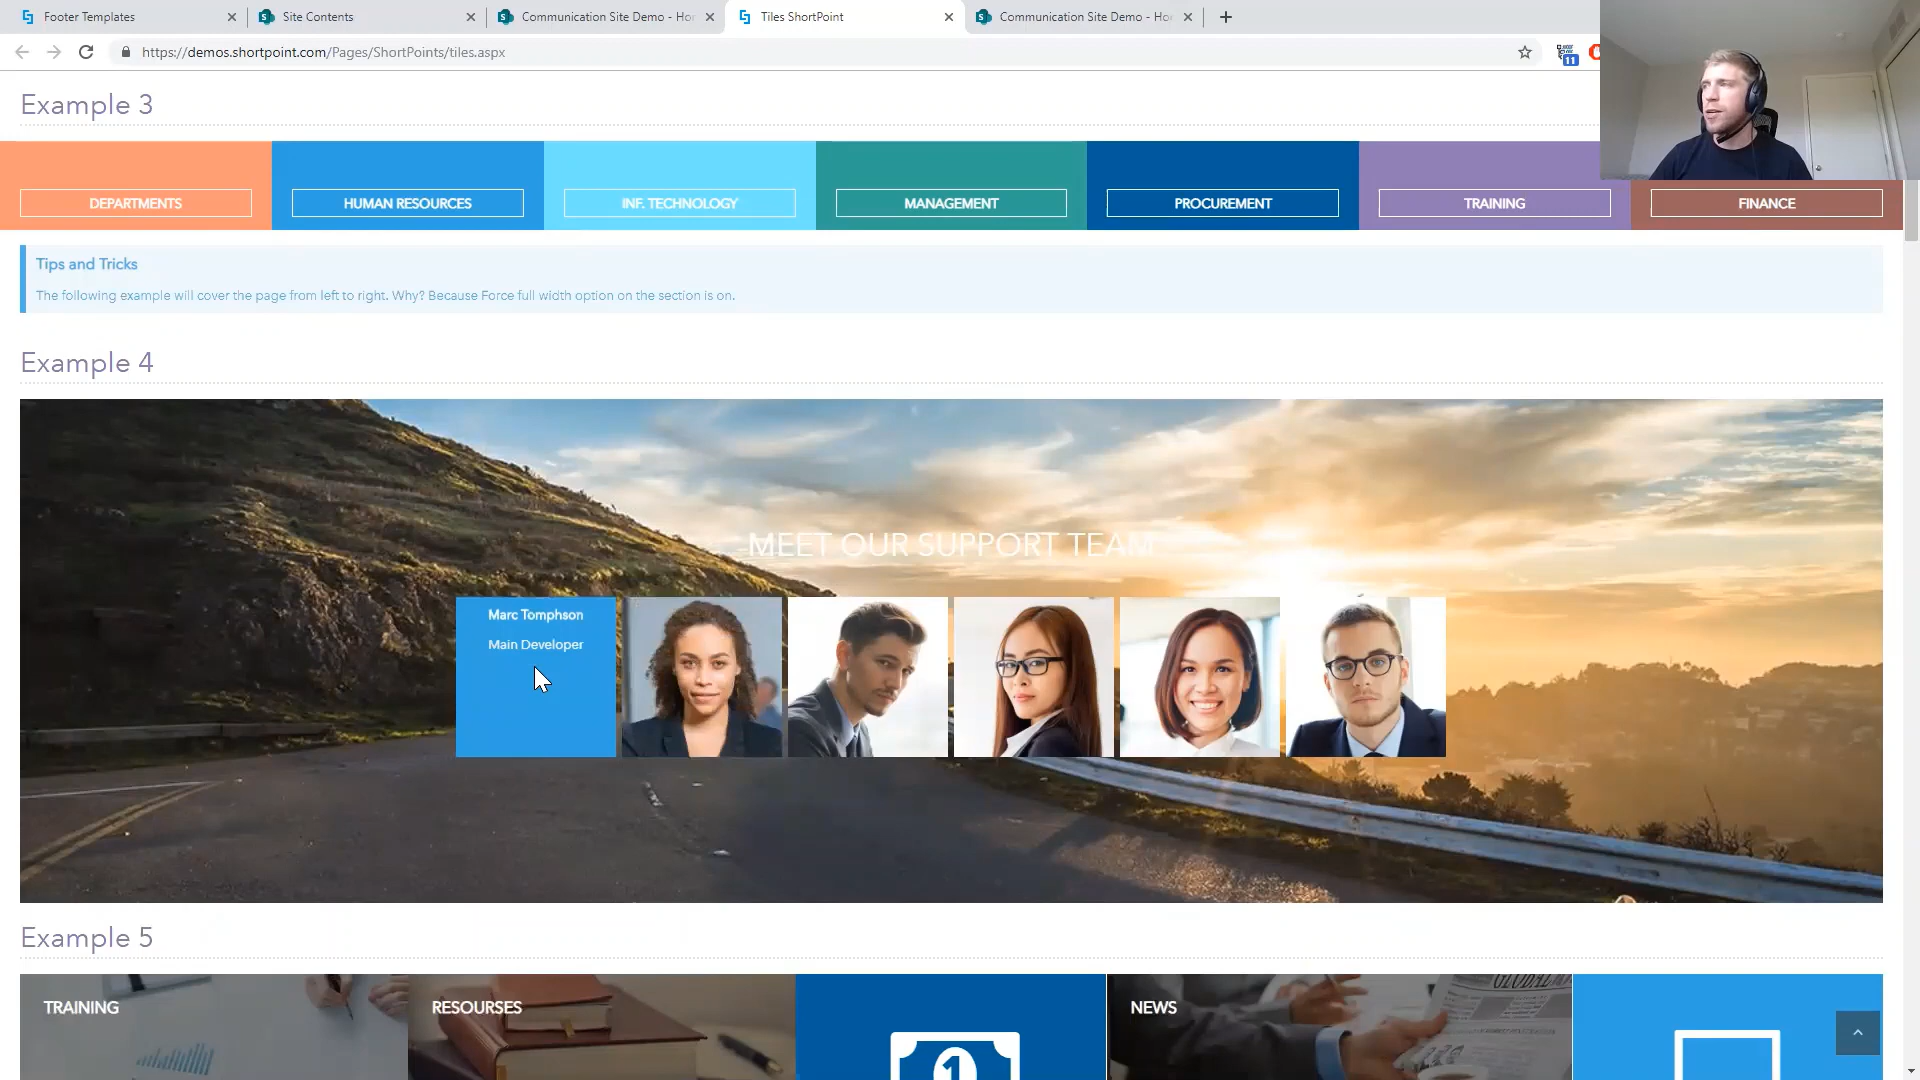 Footer Templates
Site Contents
Communication Site Demo - Ho
Tiles ShortPoint
Communication Site Demo - Ho
https://demos.shortpoint.com/Pages/ShortPoints/tiles.aspx
11
Example 3
DEPARTMENTS
HUMAN RESOURCES
INF. TECHNOLOGY
MANAGEMENT
PROCUREMENT
TRAINING
FINANCE
Tips and Tricks
The following example will cover the page from left to right. Why? Because Force full width option on the section is on.
Example 4
MEET OUR SUPPORT TEAM
Marc Tomphson
Main Developer
Example 5
TRAINING
RESOURSES
1
NEWS